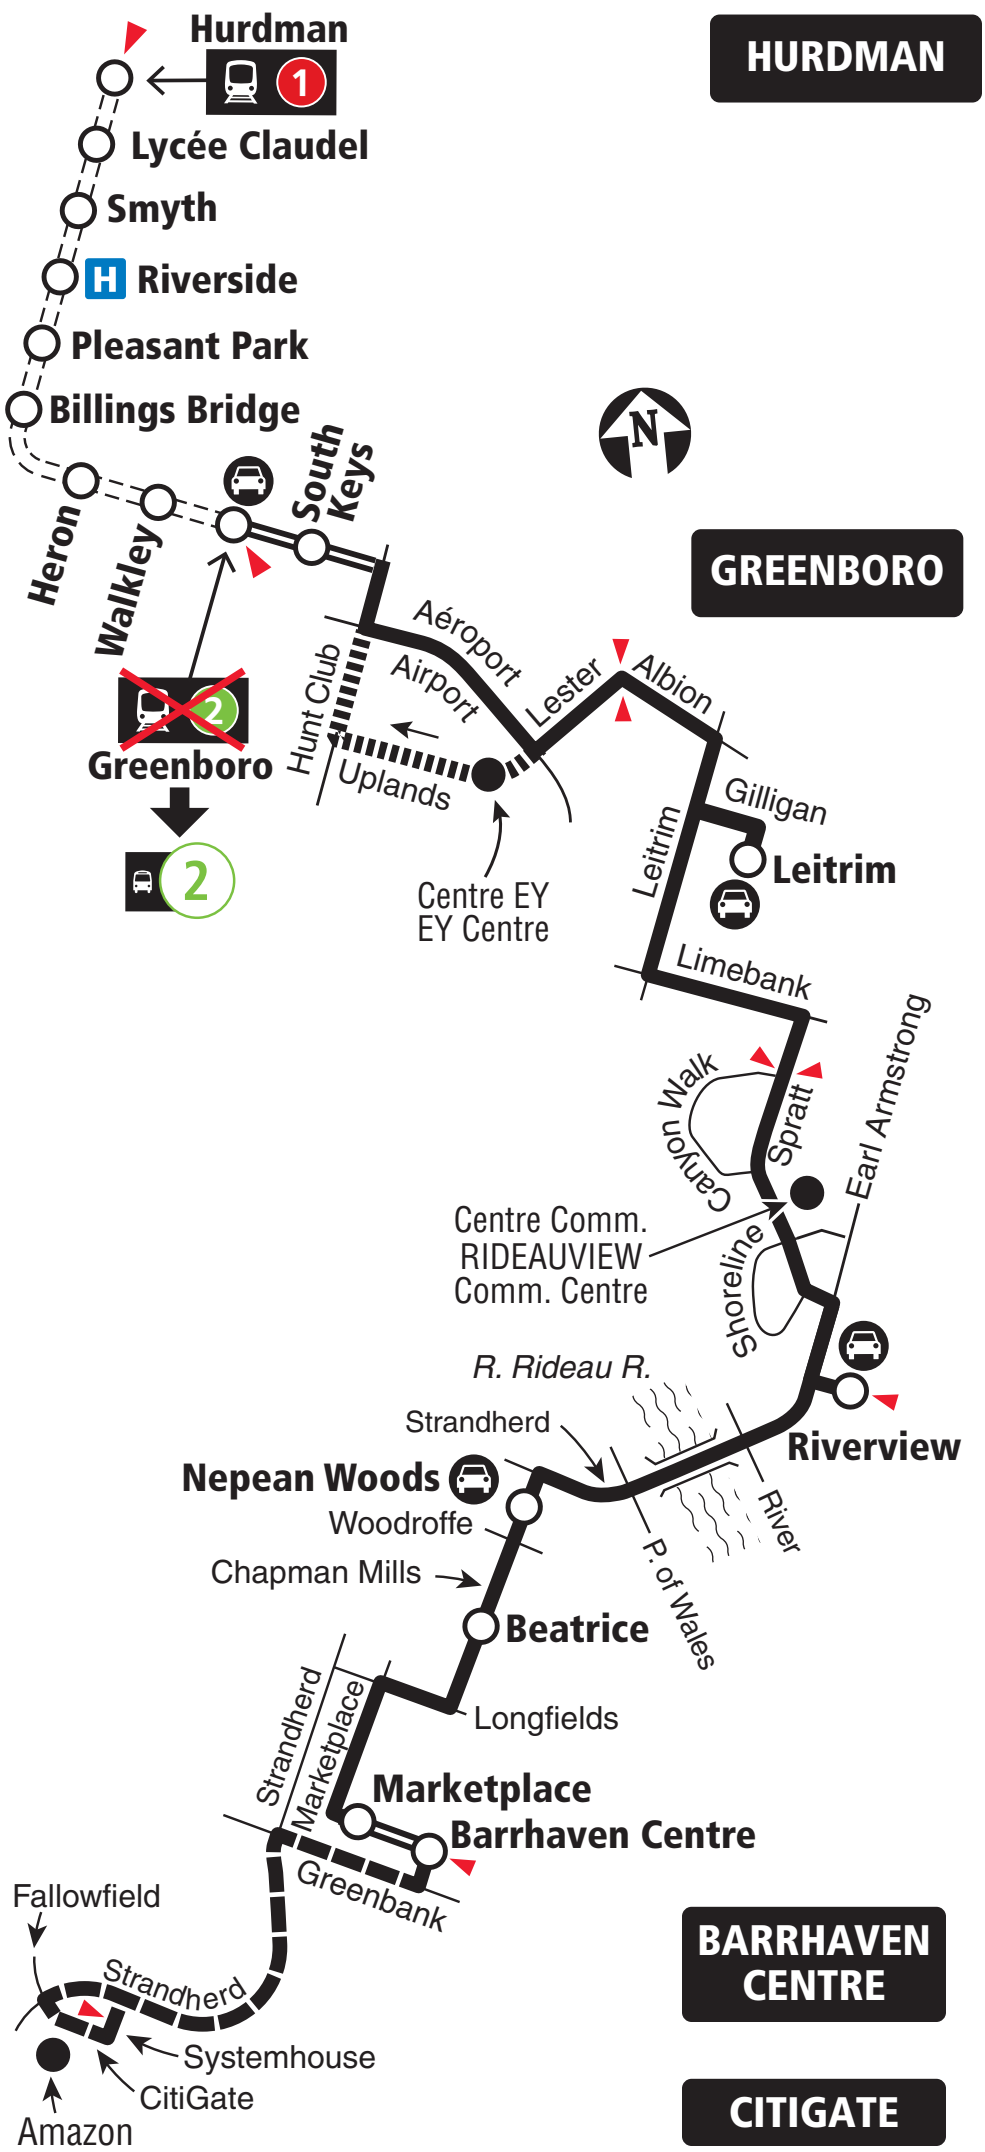 Hurdman
1
HURDMAN
Lycée Claudel
Smyth
H Riverside
Pleasant Park
Billings Bridge
N
South
Keys
Heron
Walkley
GREENBORO
Aéroport
Airport
Lester
Albion
Hunt Club
Uplands
2
Greenboro
2
Gilligan
Leitrim
Leitrim
Centre EY
EY Centre
Limebank
Earl Armstrong
Canyon Walk
Spratt
Centre Comm.
RIDEAUVIEW
Comm. Centre
Shoreline
R. Rideau R.
Strandherd
Riverview
Nepean Woods
Woodroffe
River
P. of Wales
Chapman Mills
Beatrice
Strandherd
Marketplace
Longfields
Marketplace
Barrhaven Centre
Greenbank
Fallowfield
BARRHAVEN
CENTRE
Strandherd
Systemhouse
CitiGate
Amazon
CITIGATE